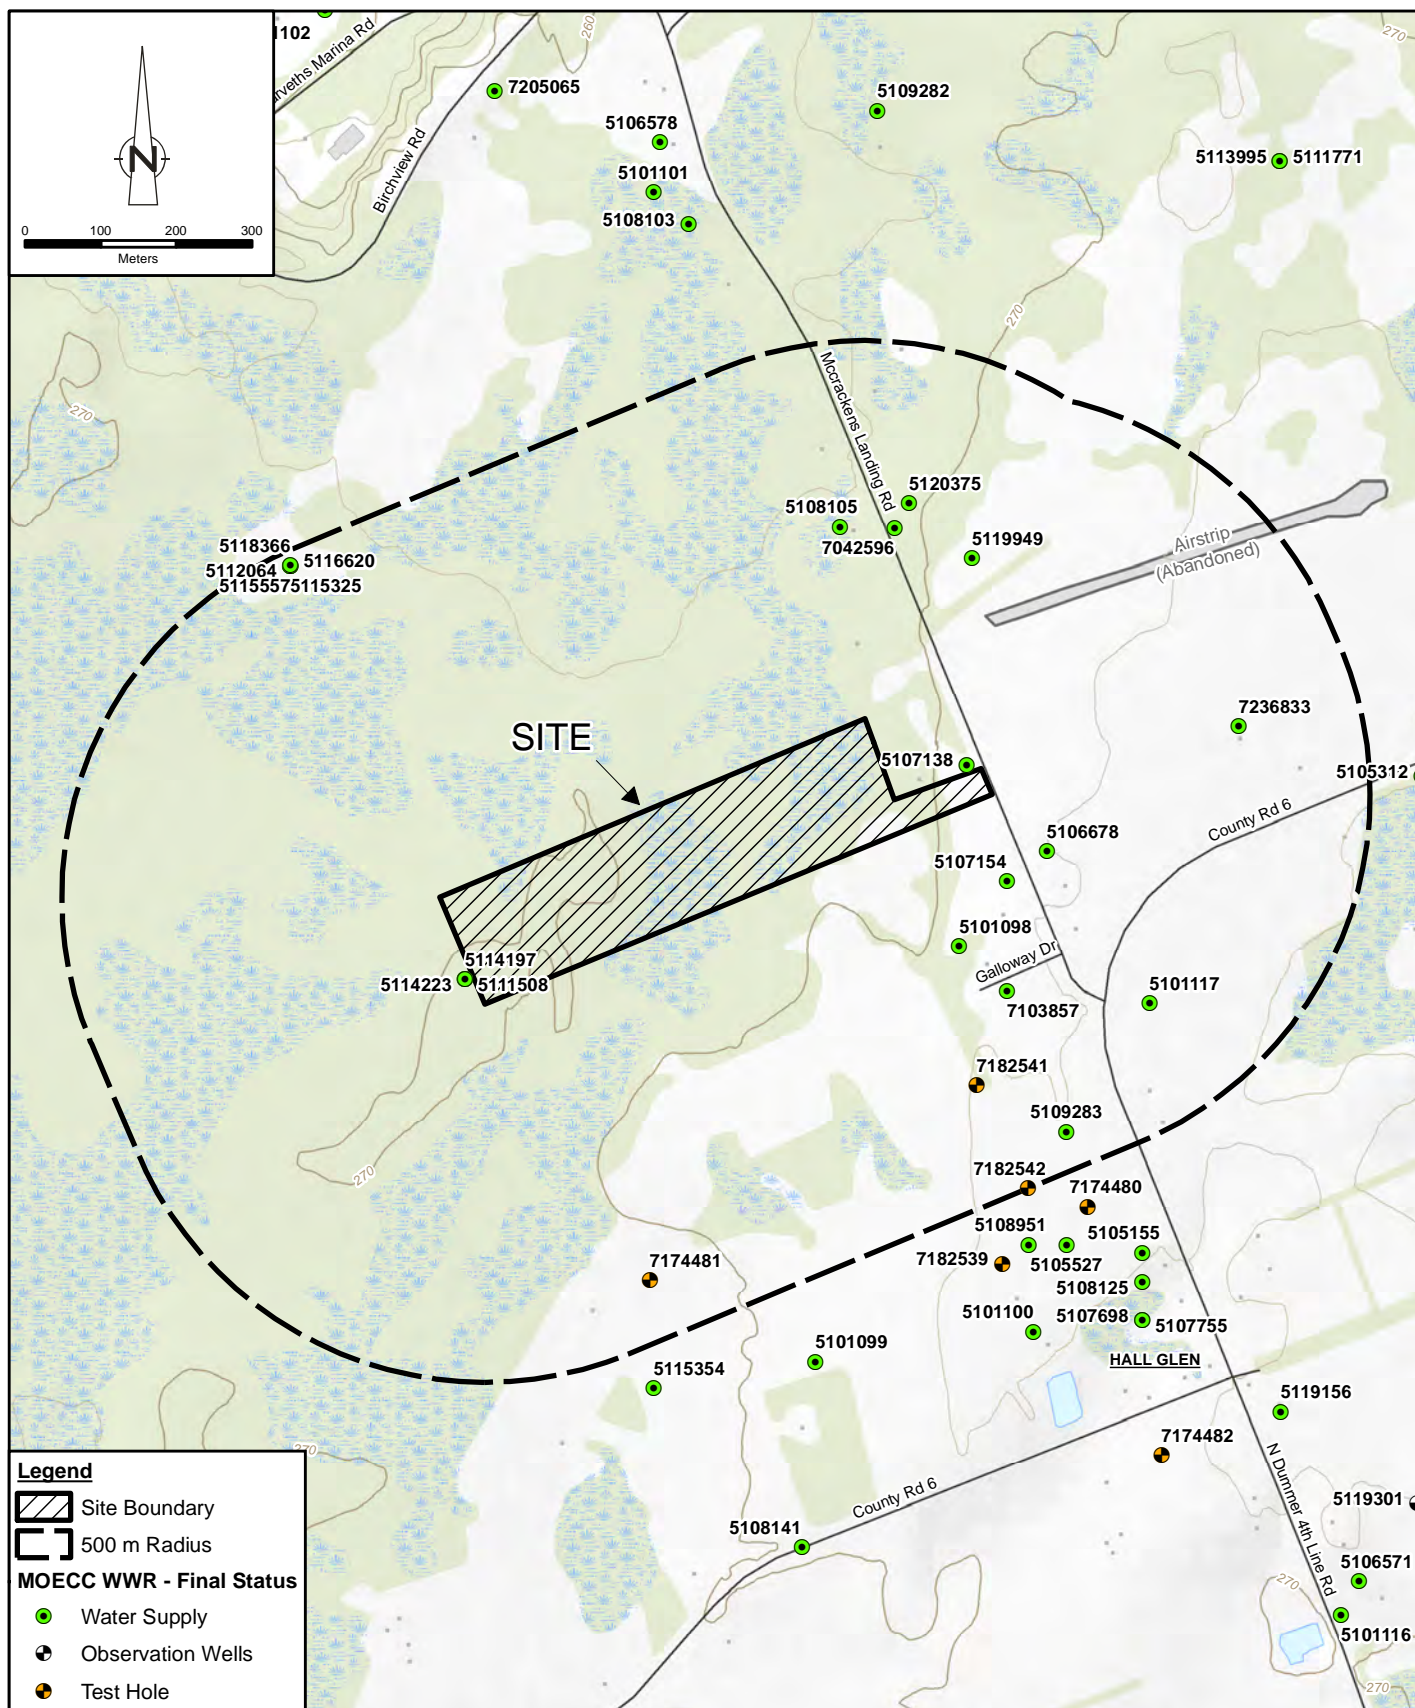 1102
arveths Marina Rd
260
270
7205065
5109282
N
5106578
5113995 5111771
Birchview Rd
5101101
5108103
0 100 200 300
Meters
270
Mccrackens Landing Rd
270
5120375
5108105
7042596
Airstrip
(Abandoned)
5119949
5118366
5116620
5112064
5115557 5115325
7236833
SITE
5107138
5105312
County Rd 6
5106678
5107154
5101098
Galloway Dr
5114197
5114223 5111508
5101117
7103857
7182541
5109283
270
7182542
7174480
5108951
5105155
7174481
7182539
5105527
5108125
5101100
5107698
5107755
5101099
HALL GLEN
5115354
5119156
7174482
270
N Dummer 4th Line Rd
County Rd 6
5119301
5108141
5106571
270
5101116
270
Legend
Site Boundary
500 m Radius
MOECC WWR - Final Status
Water Supply
Observation Wells
Test Hole